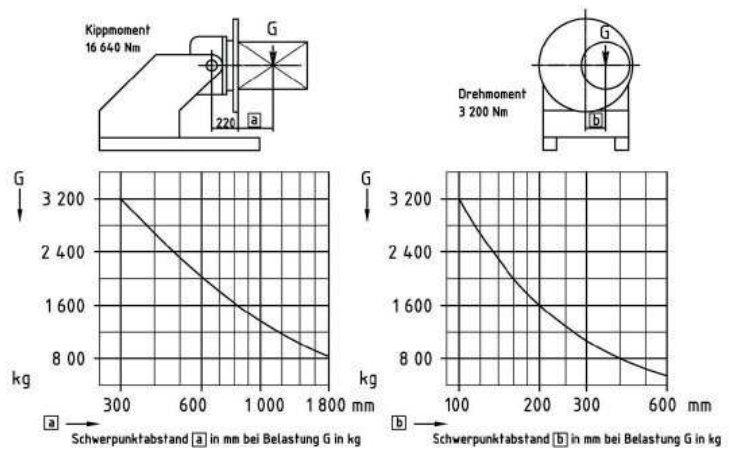 Kippmoment
16 640 Nm
G
220 a
G
Drehmoment
3 200 Nm
b
G
3 200
2 400
1 600
8 00
kg
300 600 1 000 1 800 mm
a
Schwerpunktabstand a in mm bei Belastung G in kg
G
3 200
2 400
1 600
8 00
kg
100 200 300 600 mm
b
Schwerpunktabstand b in mm bei Belastung G in kg